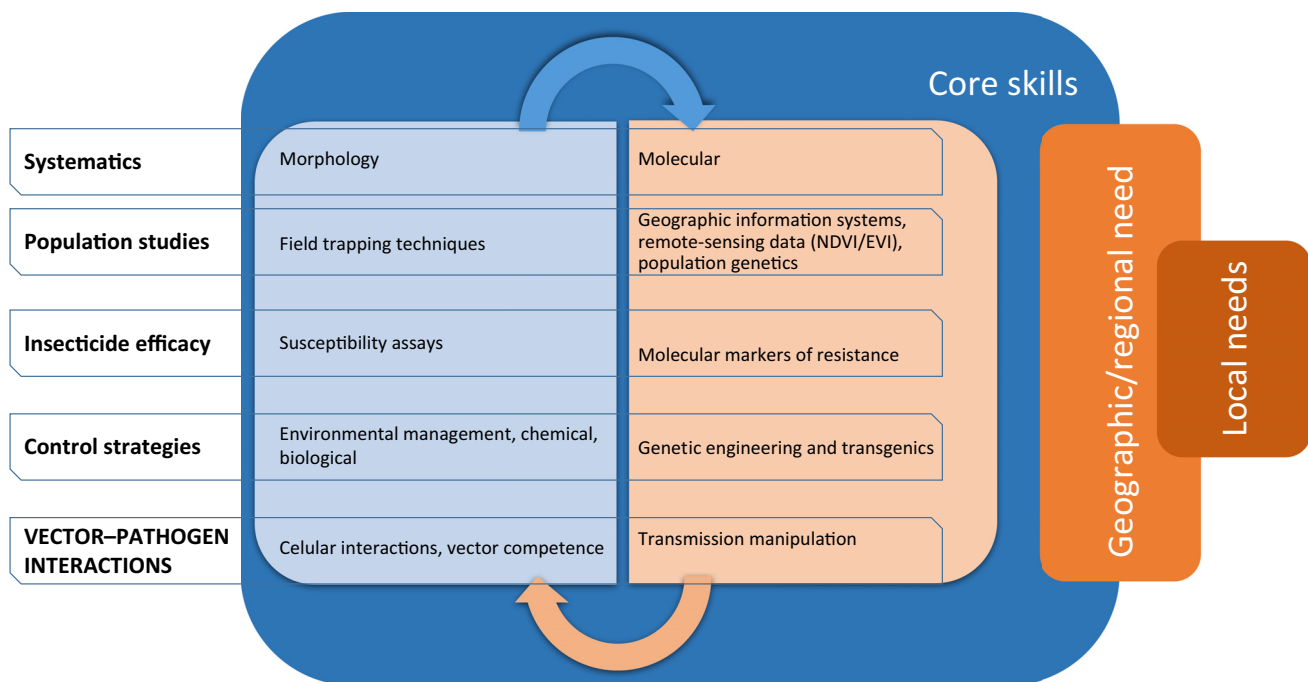 Core skills
Systematics
Morphology
Molecular
Population studies
Field trapping techniques
Geographic information systems,
remote-sensing data (NDVI/EVI),
population genetics
Insecticide efficacy
Susceptibility assays
Molecular markers of resistance
Control strategies
Environmental management, chemical,
biological
Genetic engineering and transgenics
VECTOR–PATHOGEN
INTERACTIONS
Celular interactions, vector competence
Transmission manipulation
Geographic/regional need
Local needs